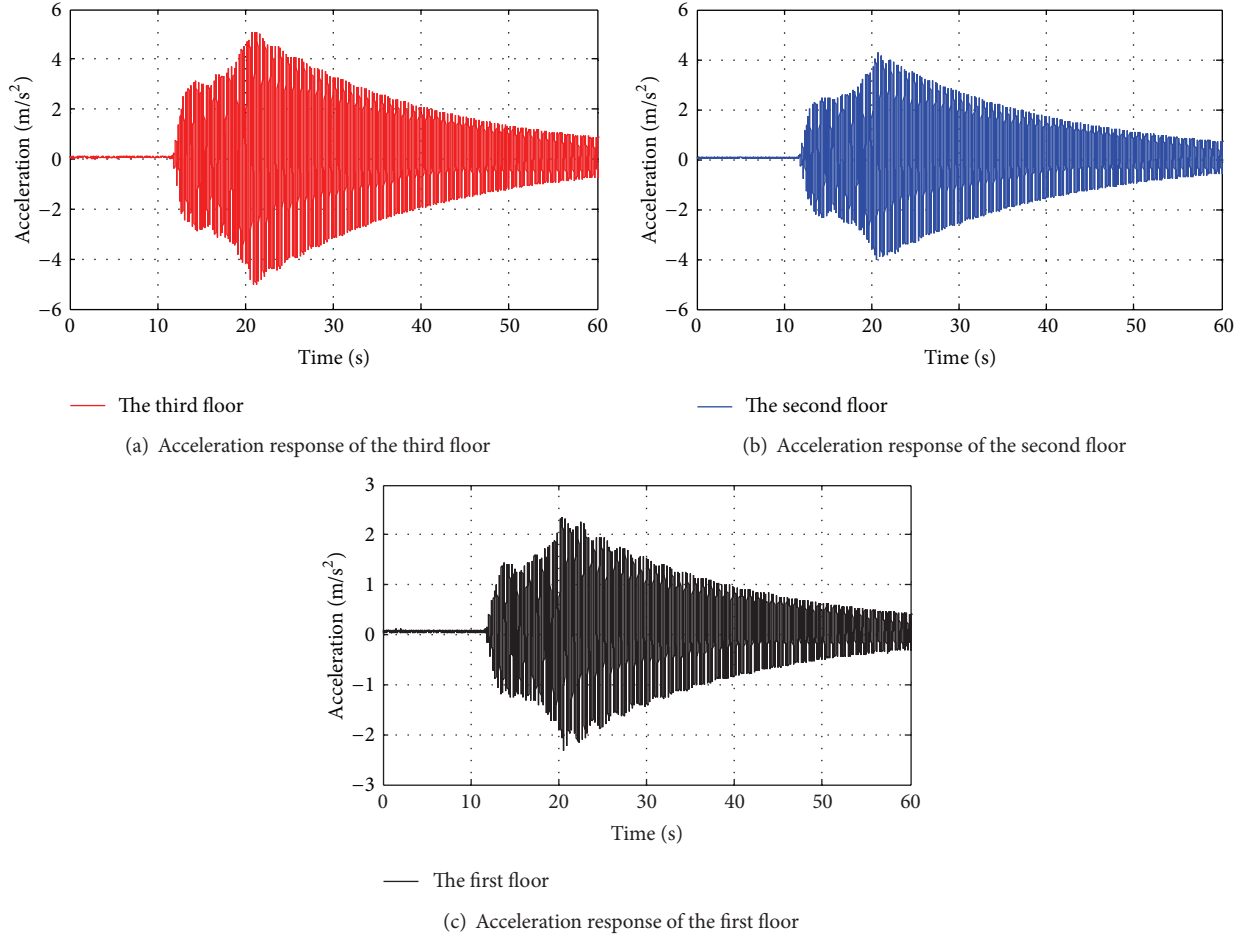 6
4
2
0
−2
−4
−6
Acceleration (m/s²)
0 10 20 30 40 50 60
Time (s)
The third floor
(a) Acceleration response of the third floor
6
4
2
0
−2
−4
−6
Acceleration (m/s²)
0 10 20 30 40 50 60
Time (s)
The second floor
(b) Acceleration response of the second floor
3
2
1
0
−1
−2
−3
Acceleration (m/s²)
0 10 20 30 40 50 60
Time (s)
The first floor
(c) Acceleration response of the first floor